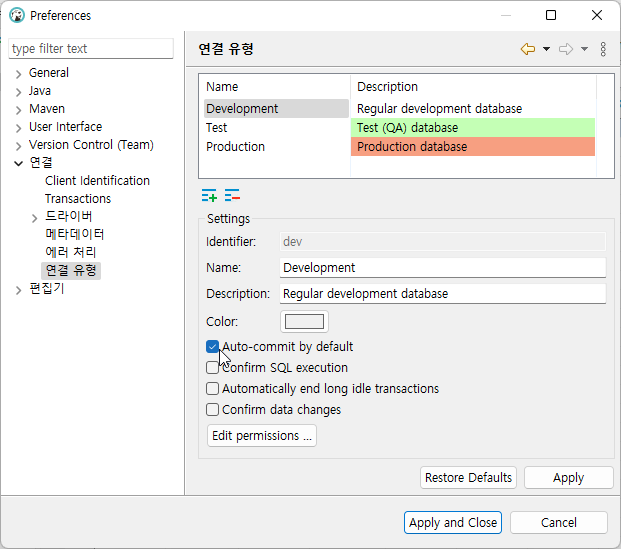 Preferences
type filter text
General
Java
Maven
User Interface
Version Control (Team)
연결
Client Identification
Transactions
드라이버
메타데이터
에러 처리
연결 유형
편집기
연결 유형
Name Description
Development Regular development database
Test Test (QA) database
Production Production database
Settings
Identifier: dev
Name: Development
Description: Regular development database
Color:
Auto-commit by default
Confirm SQL execution
Automatically end long idle transactions
Confirm data changes
Edit permissions ...
Restore Defaults Apply
Apply and Close Cancel